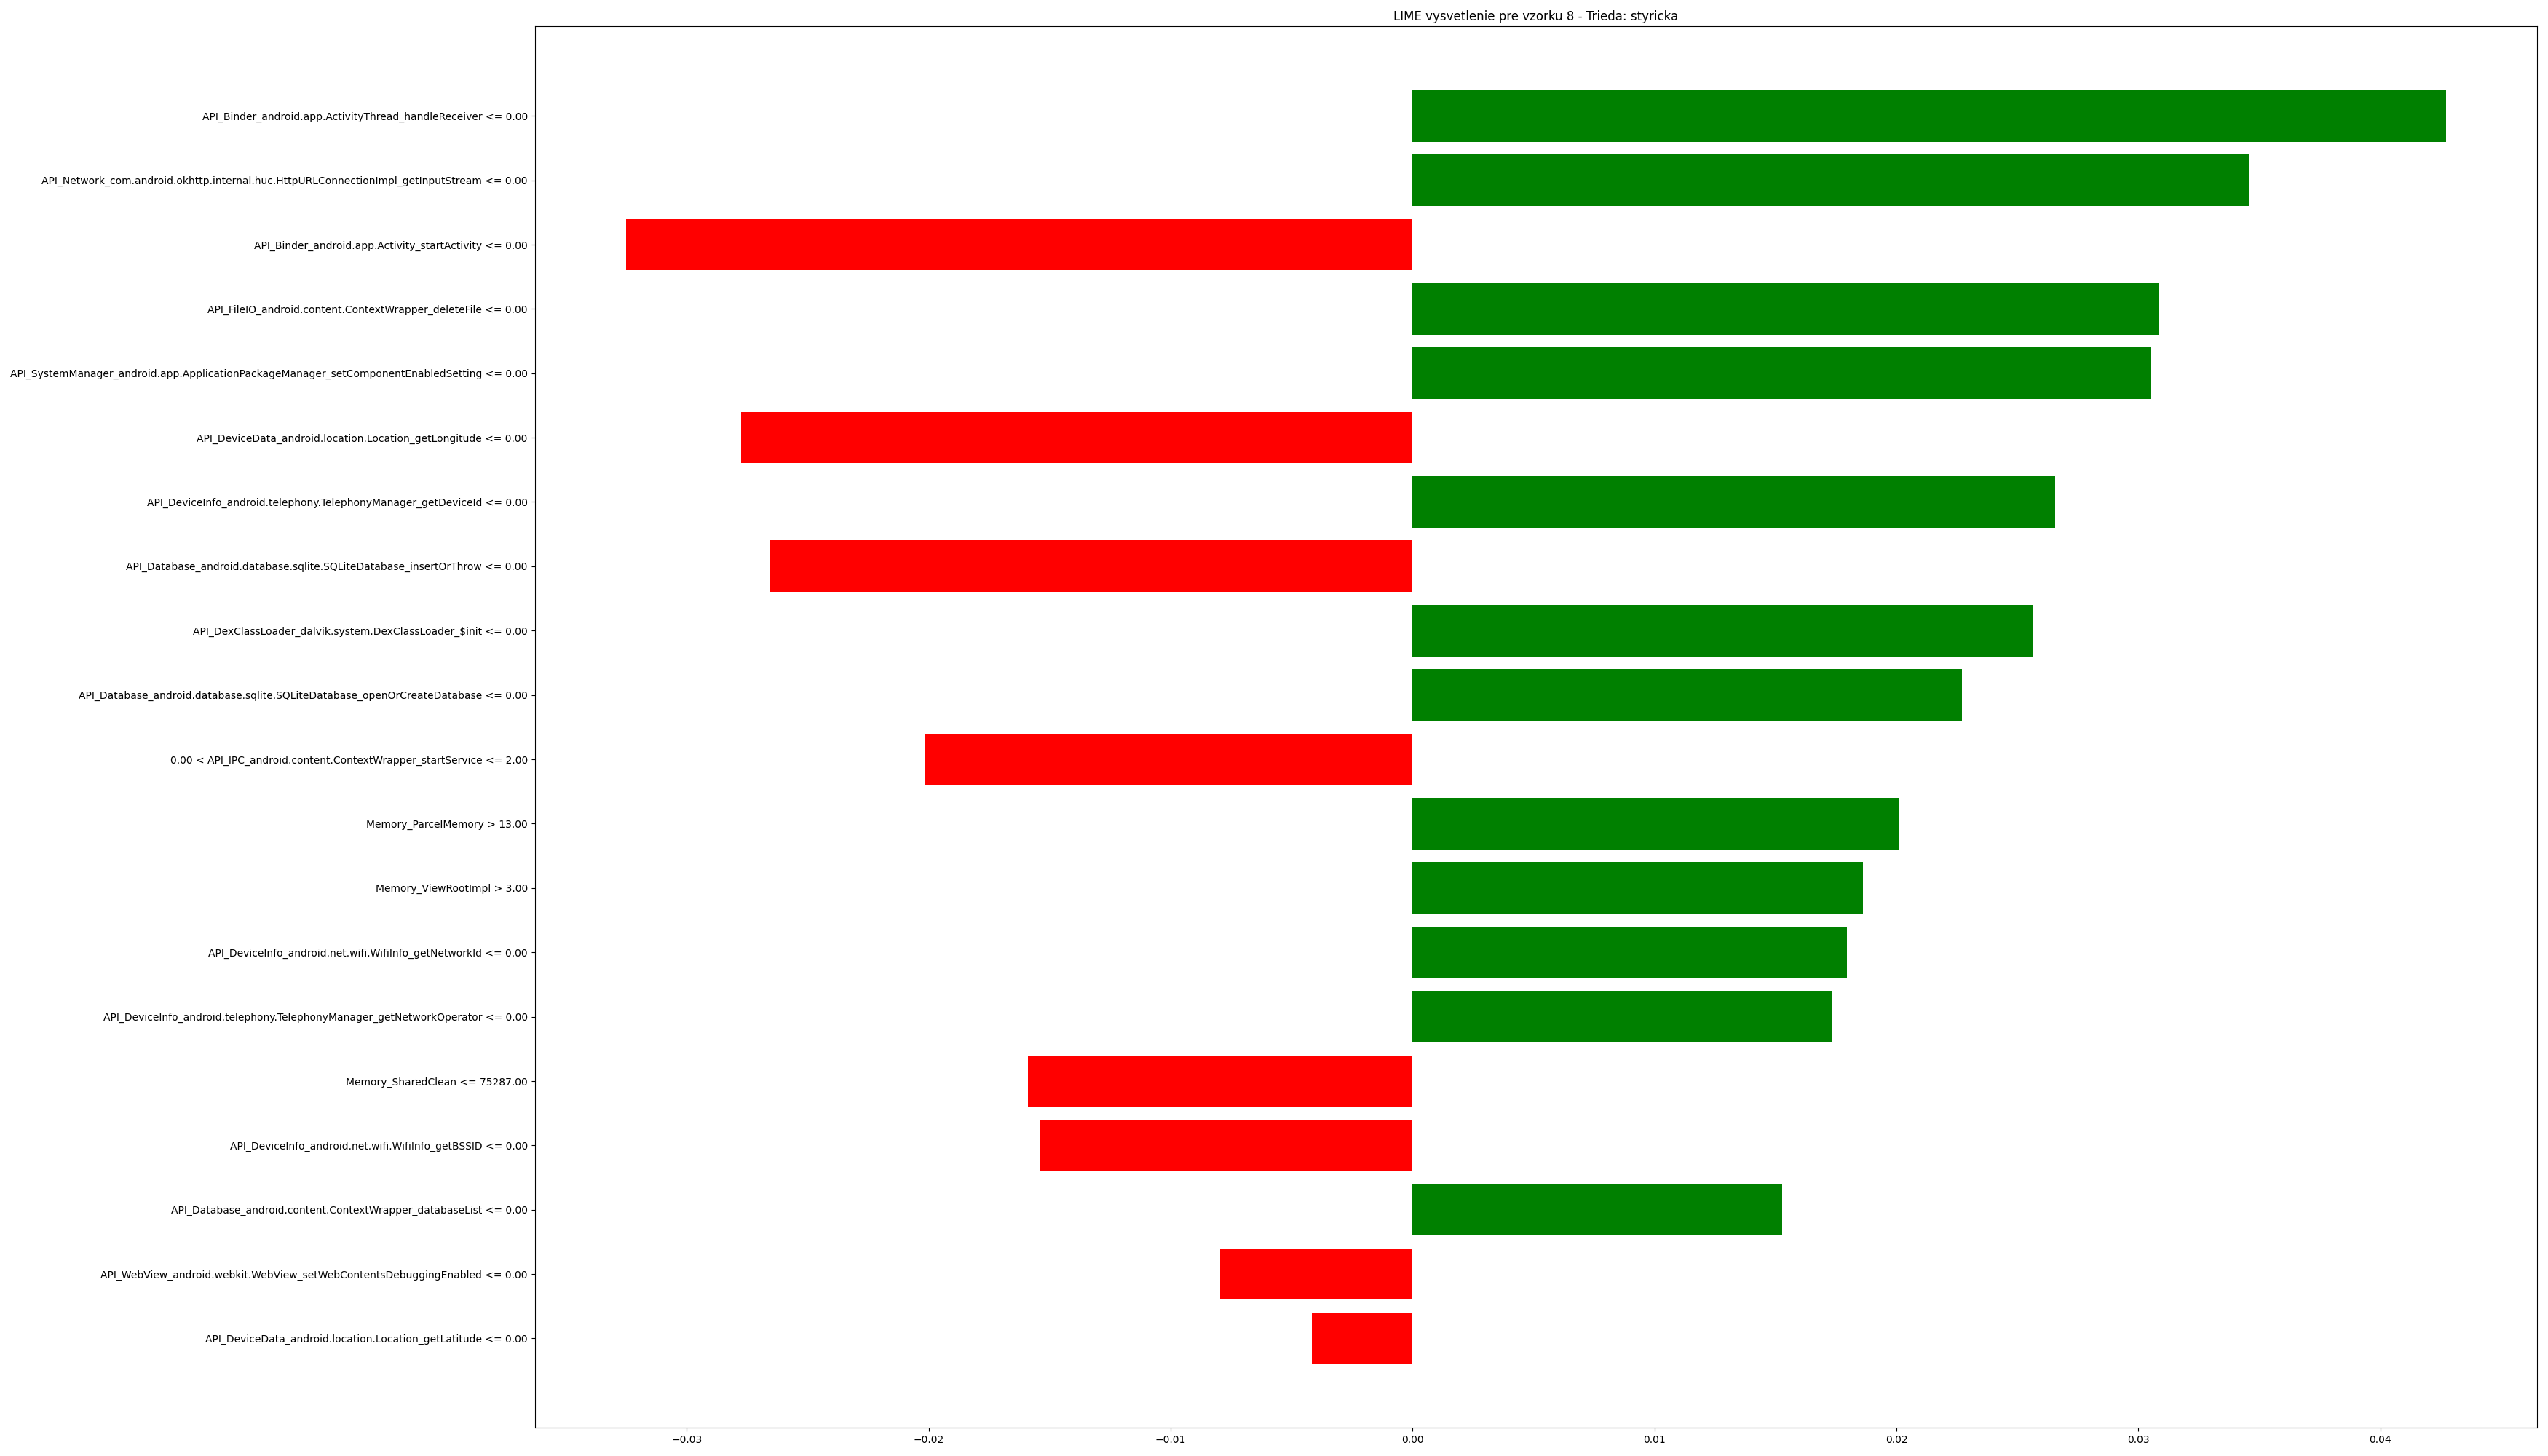 LIME vysvetlenie pre vzorku 8 - Trieda: styricka
API_Binder_android.app.ActivityThread_handleReceiver <= 0.00
API_Network_com.android.okhttp.internal.huc.HttpURLConnectionImpl_getInputStream <= 0.00
API_Binder_android.app.Activity_startActivity <= 0.00
API_FileIO_android.content.ContextWrapper_deleteFile <= 0.00
API_SystemManager_android.app.ApplicationPackageManager_setComponentEnabledSetting <= 0.00
API_DeviceData_android.location.Location_getLongitude <= 0.00
API_DeviceInfo_android.telephony.TelephonyManager_getDeviceId <= 0.00
API_Database_android.database.sqlite.SQLiteDatabase_insertOrThrow <= 0.00
API_DexClassLoader_dalvik.system.DexClassLoader_$init <= 0.00
API_Database_android.database.sqlite.SQLiteDatabase_openOrCreateDatabase <= 0.00
0.00 < API_IPC_android.content.ContextWrapper_startService <= 2.00
Memory_ParcelMemory > 13.00
Memory_ViewRootImpl > 3.00
API_DeviceInfo_android.net.wifi.WifiInfo_getNetworkId <= 0.00
API_DeviceInfo_android.telephony.TelephonyManager_getNetworkOperator <= 0.00
Memory_SharedClean <= 75287.00
API_DeviceInfo_android.net.wifi.WifiInfo_getBSSID <= 0.00
API_Database_android.content.ContextWrapper_databaseList <= 0.00
API_WebView_android.webkit.WebView_setWebContentsDebuggingEnabled <= 0.00
API_DeviceData_android.location.Location_getLatitude <= 0.00
−0.03 −0.02 −0.01 0.00 0.01 0.02 0.03 0.04